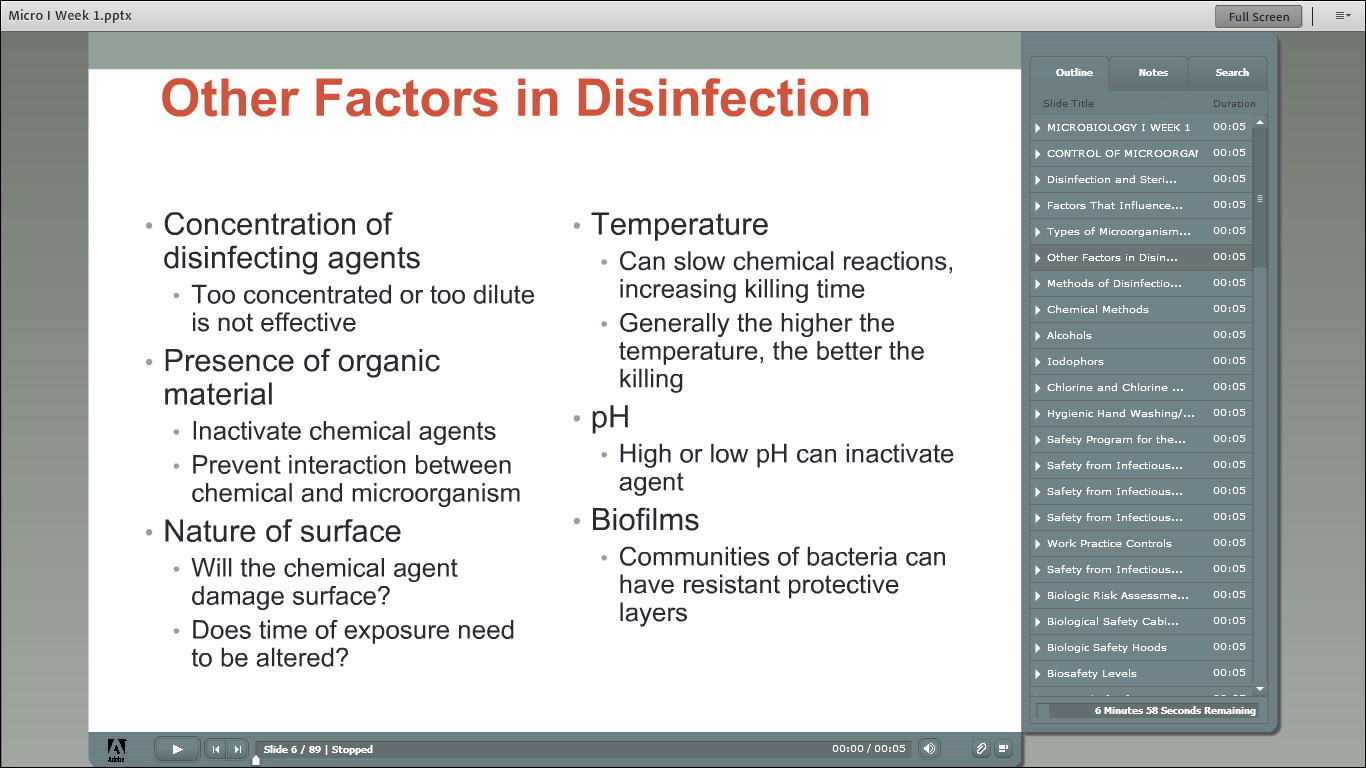 Micro I Week 1.pptx
Full Screen
Other Factors in Disinfection
• Concentration of
disinfecting agents
• Too concentrated or too dilute
is not effective
• Presence of organic
material
• Inactivate chemical agents
• Prevent interaction between
chemical and microorganism
• Nature of surface
• Will the chemical agent
damage surface?
• Does time of exposure need
to be altered?
• Temperature
• Can slow chemical reactions,
increasing killing time
• Generally the higher the
temperature, the better the
killing
• pH
• High or low pH can inactivate
agent
• Biofilms
• Communities of bacteria can
have resistant protective
layers
Outline Notes Search
Slide Title Duration
MICROBIOLOGY I WEEK 1 00:05
CONTROL OF MICROORGAN 00:05
Disinfection and Steri... 00:05
Factors That Influence... 00:05
Types of Microorganism... 00:05
Other Factors in Disin... 00:05
Methods of Disinfectio... 00:05
Chemical Methods 00:05
Alcohols 00:05
Iodophors 00:05
Chlorine and Chlorine ... 00:05
Hygienic Hand Washing/... 00:05
Safety Program for the... 00:05
Safety from Infectious... 00:05
Safety from Infectious... 00:05
Safety from Infectious... 00:05
Work Practice Controls 00:05
Safety from Infectious... 00:05
Biologic Risk Assessme... 00:05
Biological Safety Cabi... 00:05
Biologic Safety Hoods 00:05
Biosafety Levels 00:05
6 Minutes 58 Seconds Remaining
Adobe
Slide 6 / 89 | Stopped 00:00 / 00:05